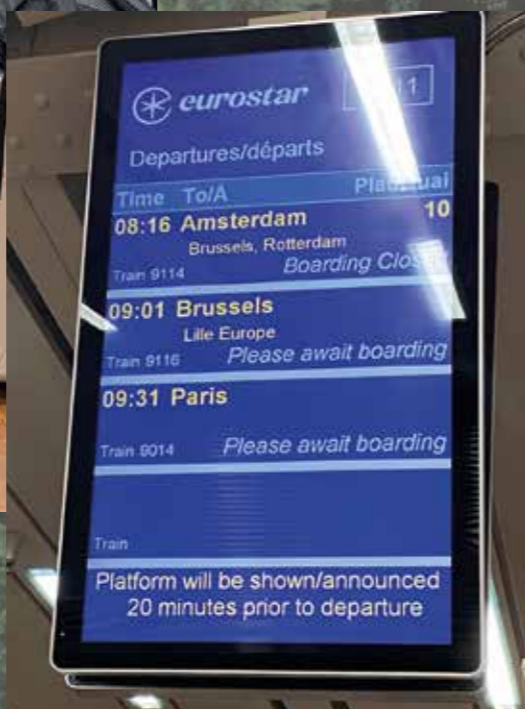 eurostar
Departures/départs
Time To/A
08:16 Amsterdam 10
Brussels, Rotterdam
Train 9114 Boarding
09:01 Brussels
Lille Europe
Train 9116 Please await boarding
09:31 Paris
Train 9014 Please await boarding
Train
Platform will be shown/announced
20 minutes prior to departure